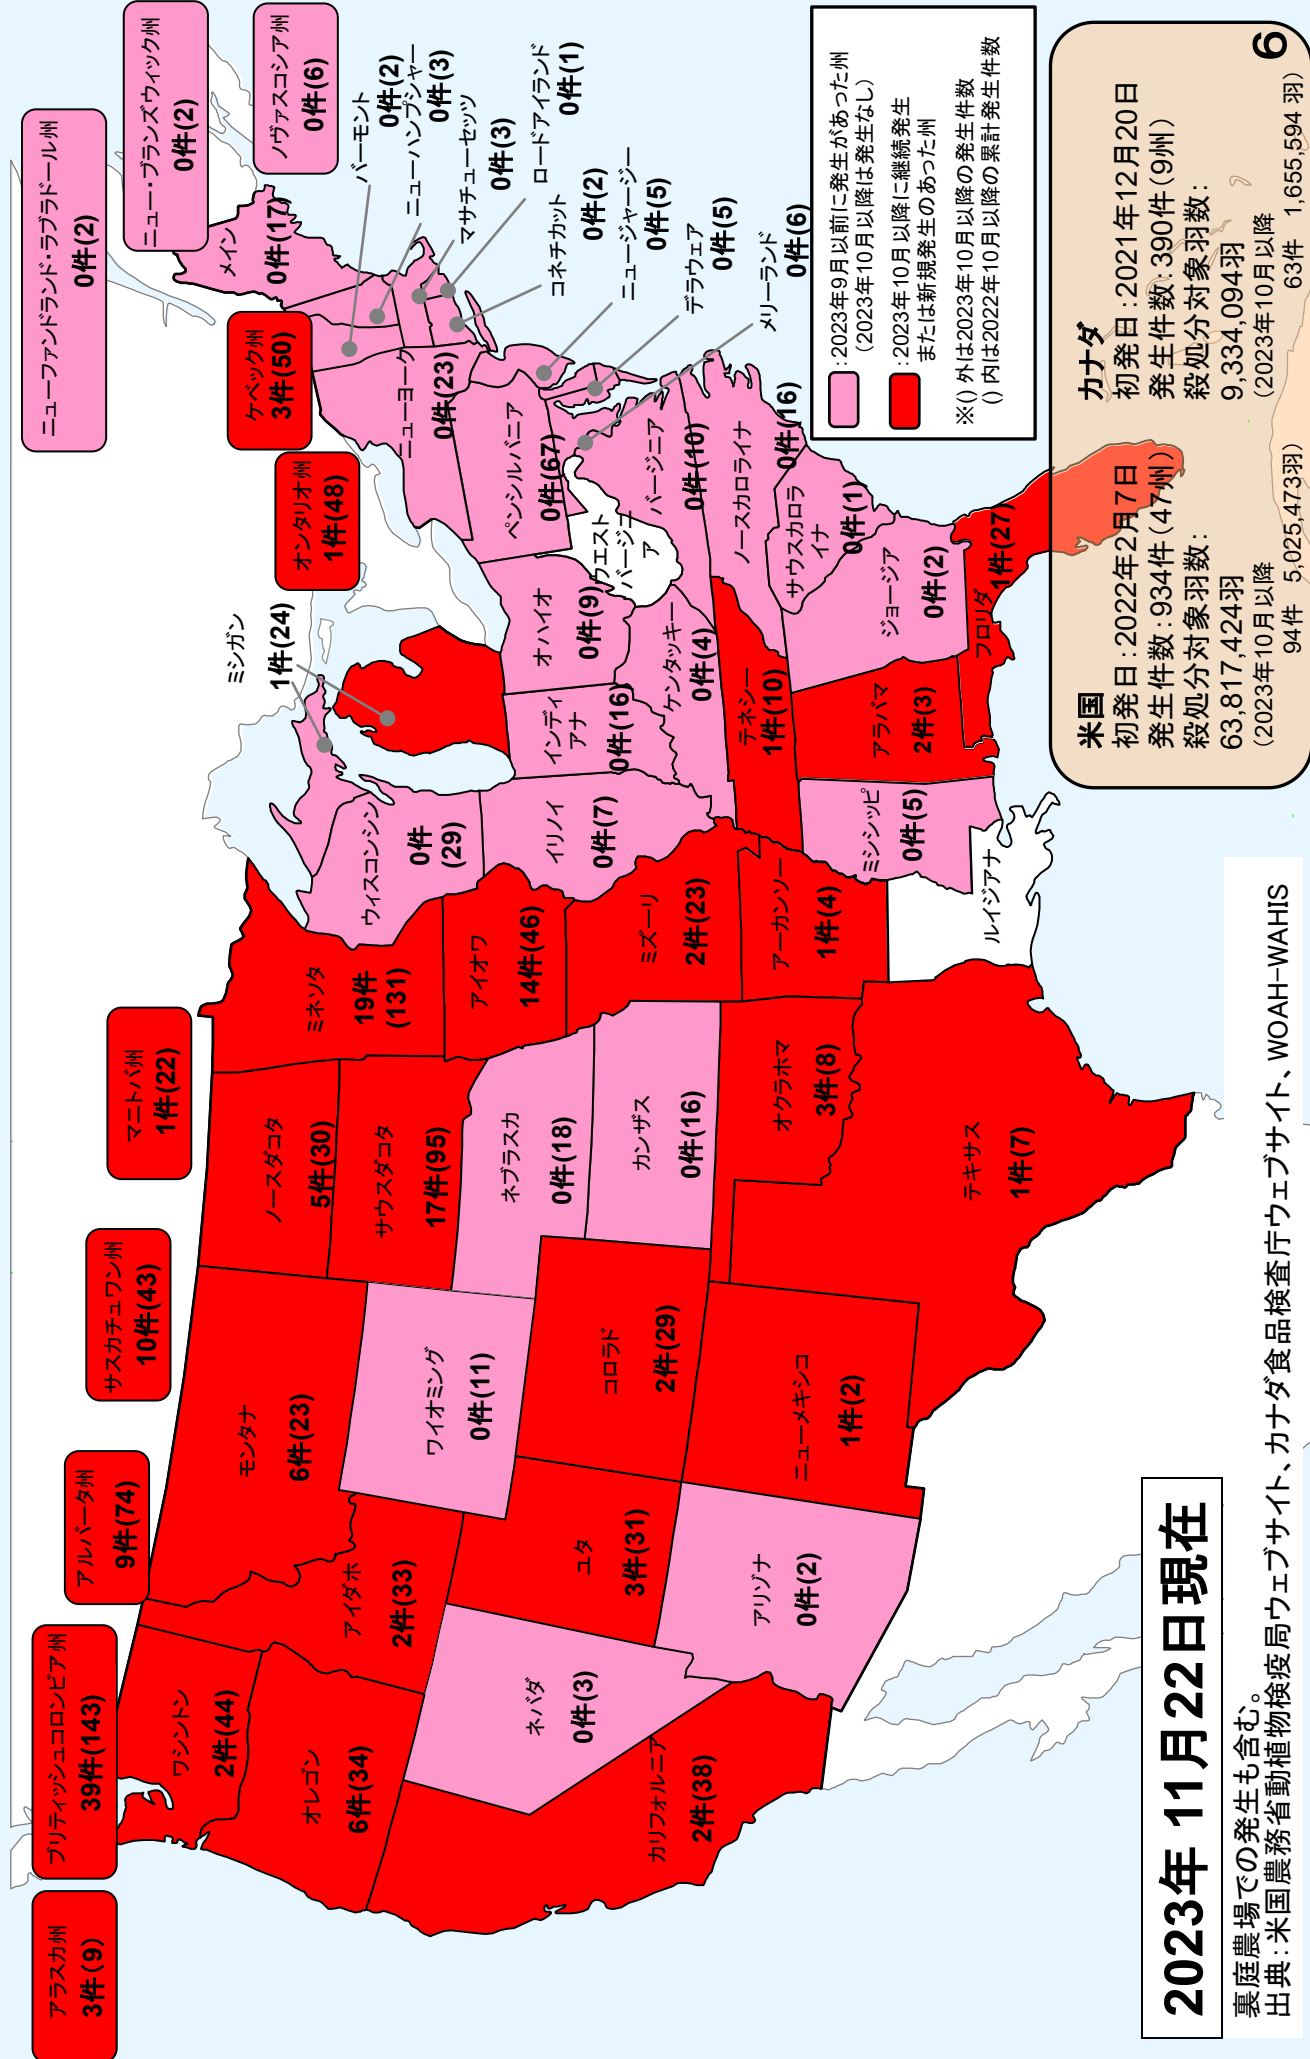 アラスカ州
3件(9)
ブリティッシュコロンビア州
39件(143)
アルバータ州
9件(74)
サスカチュワン州
10件(43)
マニトバ州
1件(22)
オンタリオ州
1件(48)
ケベック州
3件(50)
ニューファンドランド・ラブラドール州
0件(2)
ニュー・ブランズウィック州
0件(2)
ノヴァスコシア州
0件(6)
ワシントン
2件(44)
オレゴン
6件(34)
カリフォルニア
2件(38)
アイダホ
2件(33)
ネバダ
0件(3)
モンタナ
6件(23)
ワイオミング
0件(11)
ユタ
3件(31)
アリゾナ
0件(2)
コロラド
2件(29)
ニューメキシコ
1件(2)
ノースダコタ
5件(30)
サウスダコタ
17件(95)
ネブラスカ
0件(18)
カンザス
0件(16)
オクラホマ
3件(8)
テキサス
1件(7)
ミネソタ
19件
(131)
アイオワ
14件(46)
ミズーリ
2件(23)
アーカンソー
1件(4)
ルイジアナ
ウィスコンシン
0件
(29)
イリノイ
0件(7)
ミシガン
1件(24)
インディ
アナ
0件(16)
オハイオ
0件(9)
ケンタッキー
0件(4)
テネシー
1件(10)
ミシシッピ
0件(5)
アラバマ
2件(3)
ジョージア
0件(2)
フロリダ
1件(27)
サウスカロラ
イナ
0件(1)
ノースカロライナ
0件(16)
バージニア
0件(10)
ウエスト
バージニ
ア
ペンシルバニア
0件(67)
ニューヨーク
0件(23)
メイン
0件(17)
バーモント
0件(2)
ニューハンプシャー
0件(3)
マサチューセッツ
0件(3)
ロードアイランド
0件(1)
コネチカット
0件(2)
ニュージャージー
0件(5)
デラウェア
0件(5)
メリーランド
0件(6)
:2023年9月以前に発生があった州
(2023年10月以降は発生なし)
:2023年10月以降に継続発生
または新規発生のあった州
※() 外は2023年10月以降の発生件数
() 内は2022年10月以降の累計発生件数
米国
初発日:2022年2月7日
発生件数:934件(47州)
殺処分対象羽数:
63,817,424羽
(2023年10月以降
94件 5,025,473羽)
カナダ
初発日:2021年12月20日
発生件数:390件(9州)
殺処分対象羽数:
9,334,094羽
(2023年10月以降
63件 1,655,594 羽)
6
2023年 11月22日現在
裏庭農場での発生も含む。
出典:米国農務省動植物検疫局ウェブサイト、カナダ食品検査庁ウェブサイト、WOAH-WAHIS